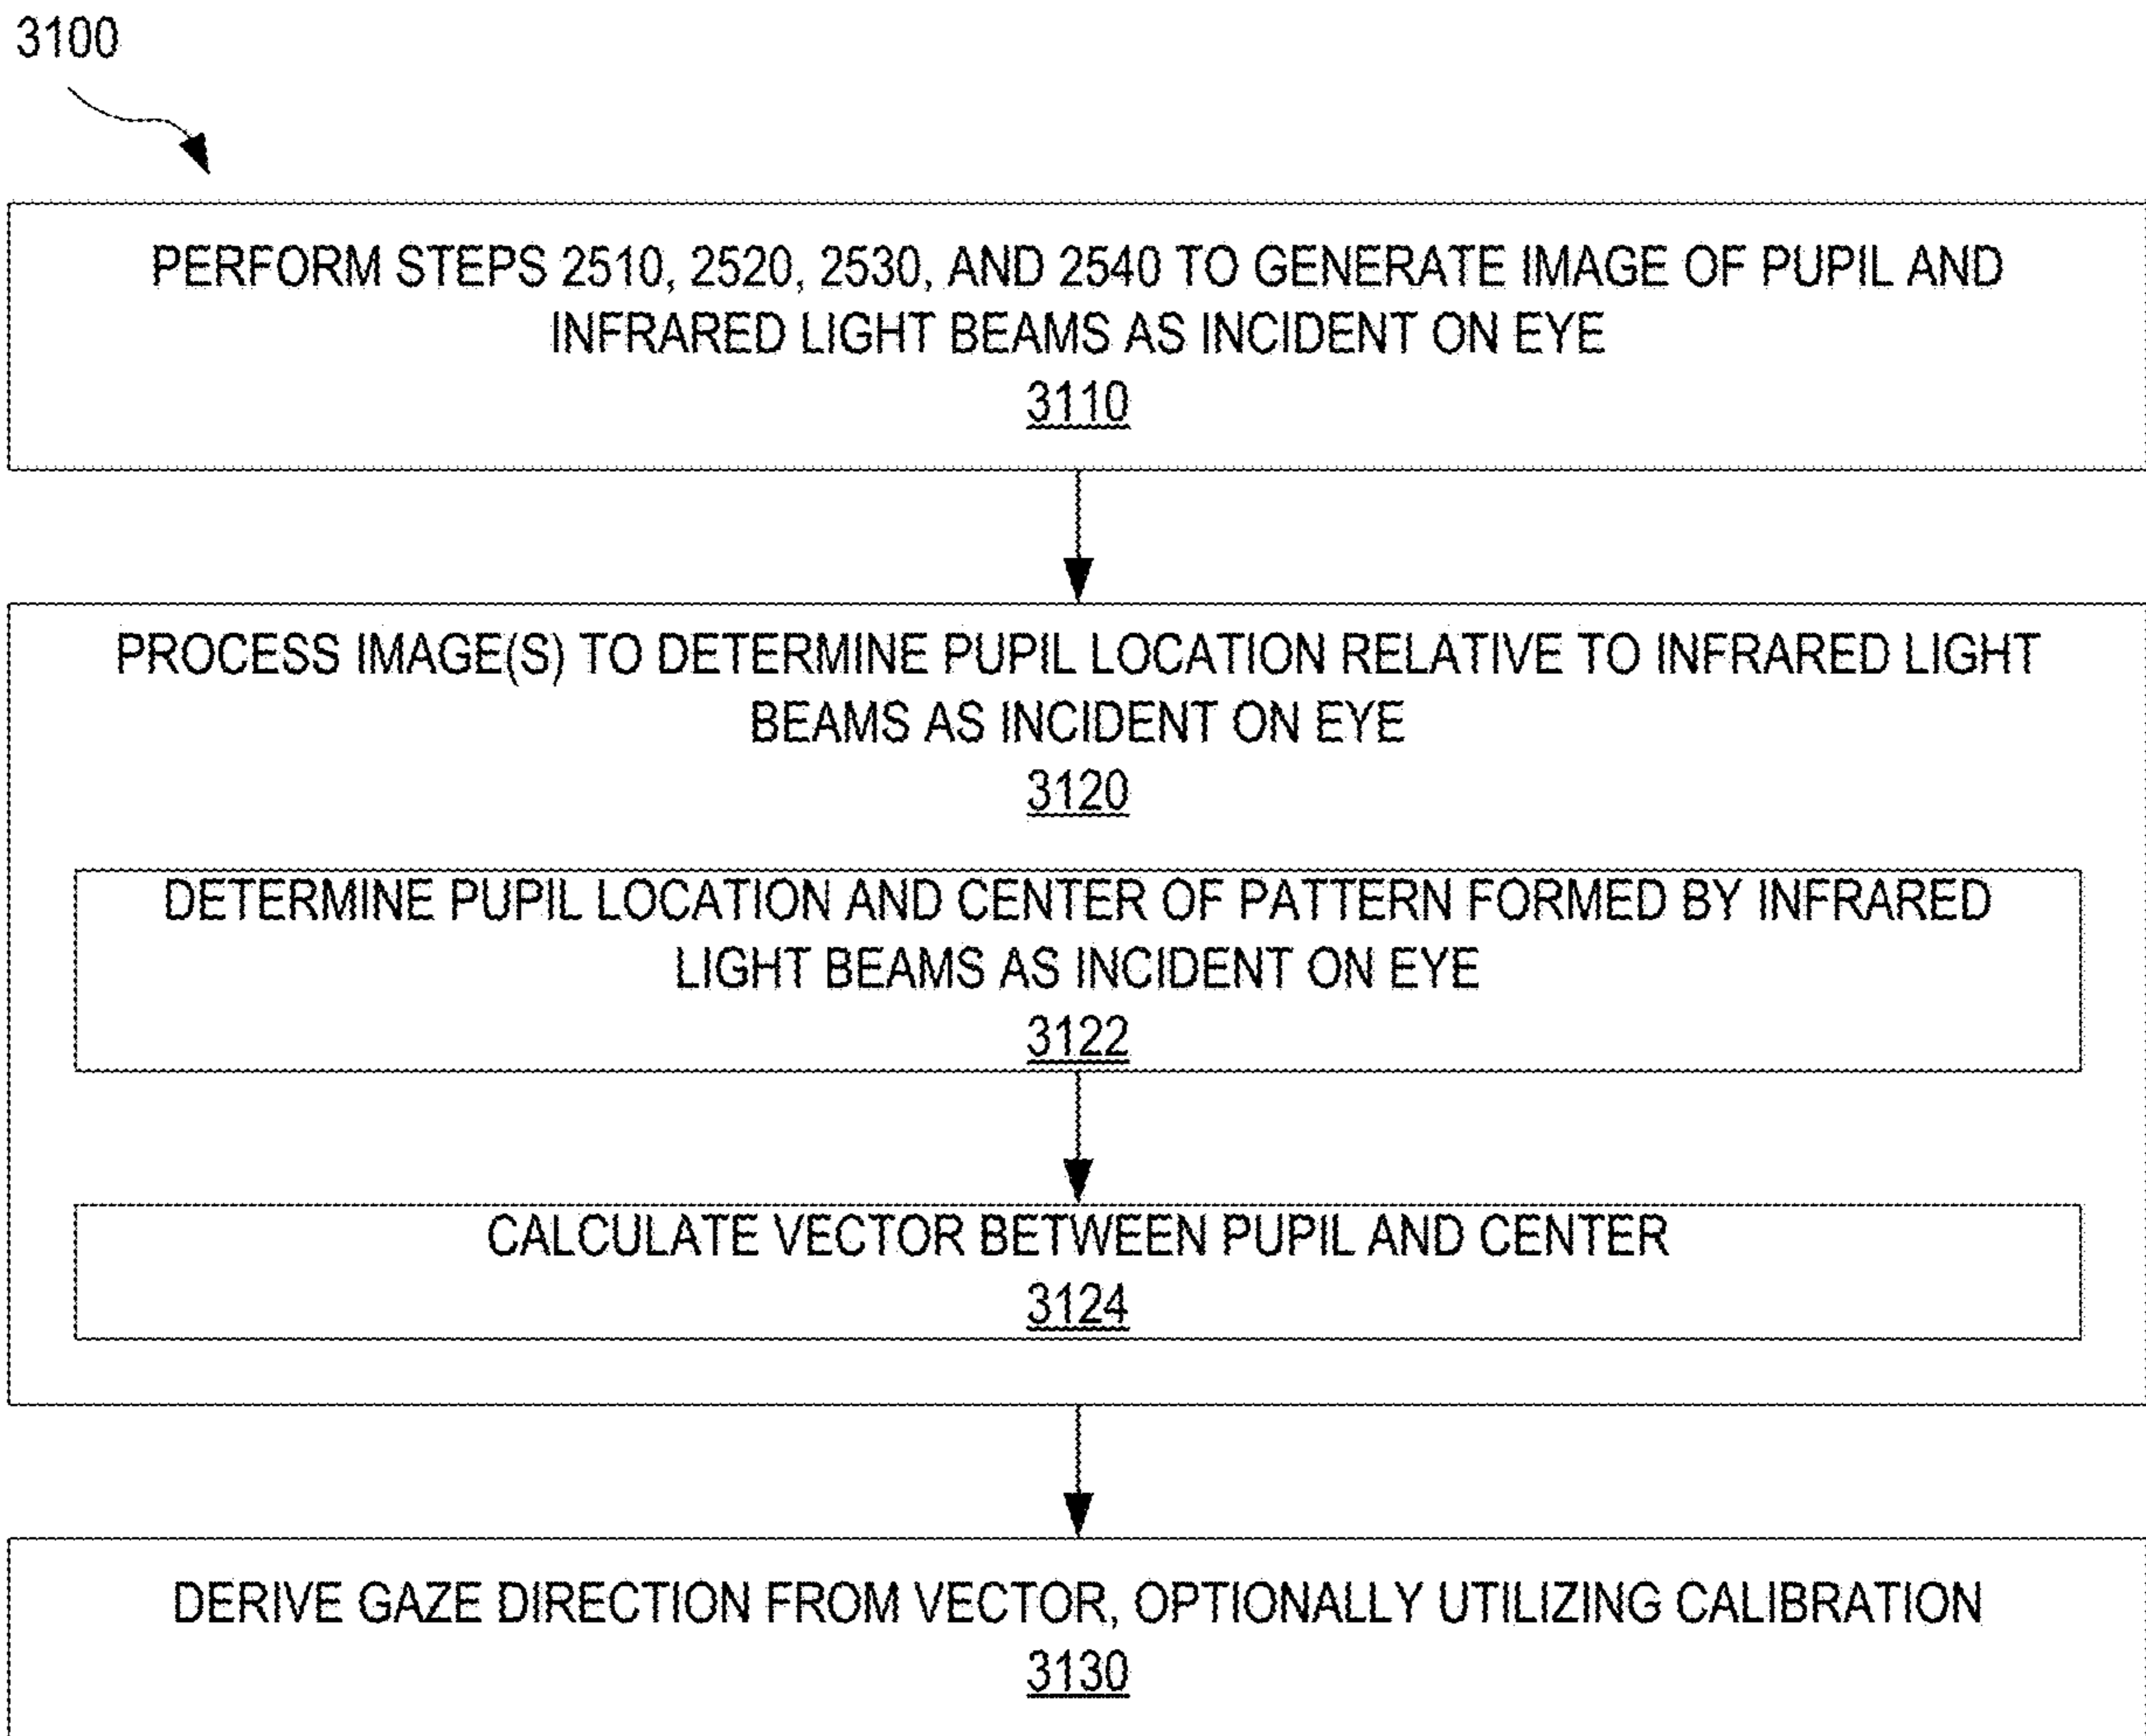 3100
PERFORM STEPS 2510, 2520, 2530, AND 2540 TO GENERATE IMAGE OF PUPIL AND
INFRARED LIGHT BEAMS AS INCIDENT ON EYE
3110
PROCESS IMAGE(S) TO DETERMINE PUPIL LOCATION RELATIVE TO INFRARED LIGHT
BEAMS AS INCIDENT ON EYE
3120
DETERMINE PUPIL LOCATION AND CENTER OF PATTERN FORMED BY INFRARED
LIGHT BEAMS AS INCIDENT ON EYE
3122
CALCULATE VECTOR BETWEEN PUPIL AND CENTER
3124
DERIVE GAZE DIRECTION FROM VECTOR, OPTIONALLY UTILIZING CALIBRATION
3130